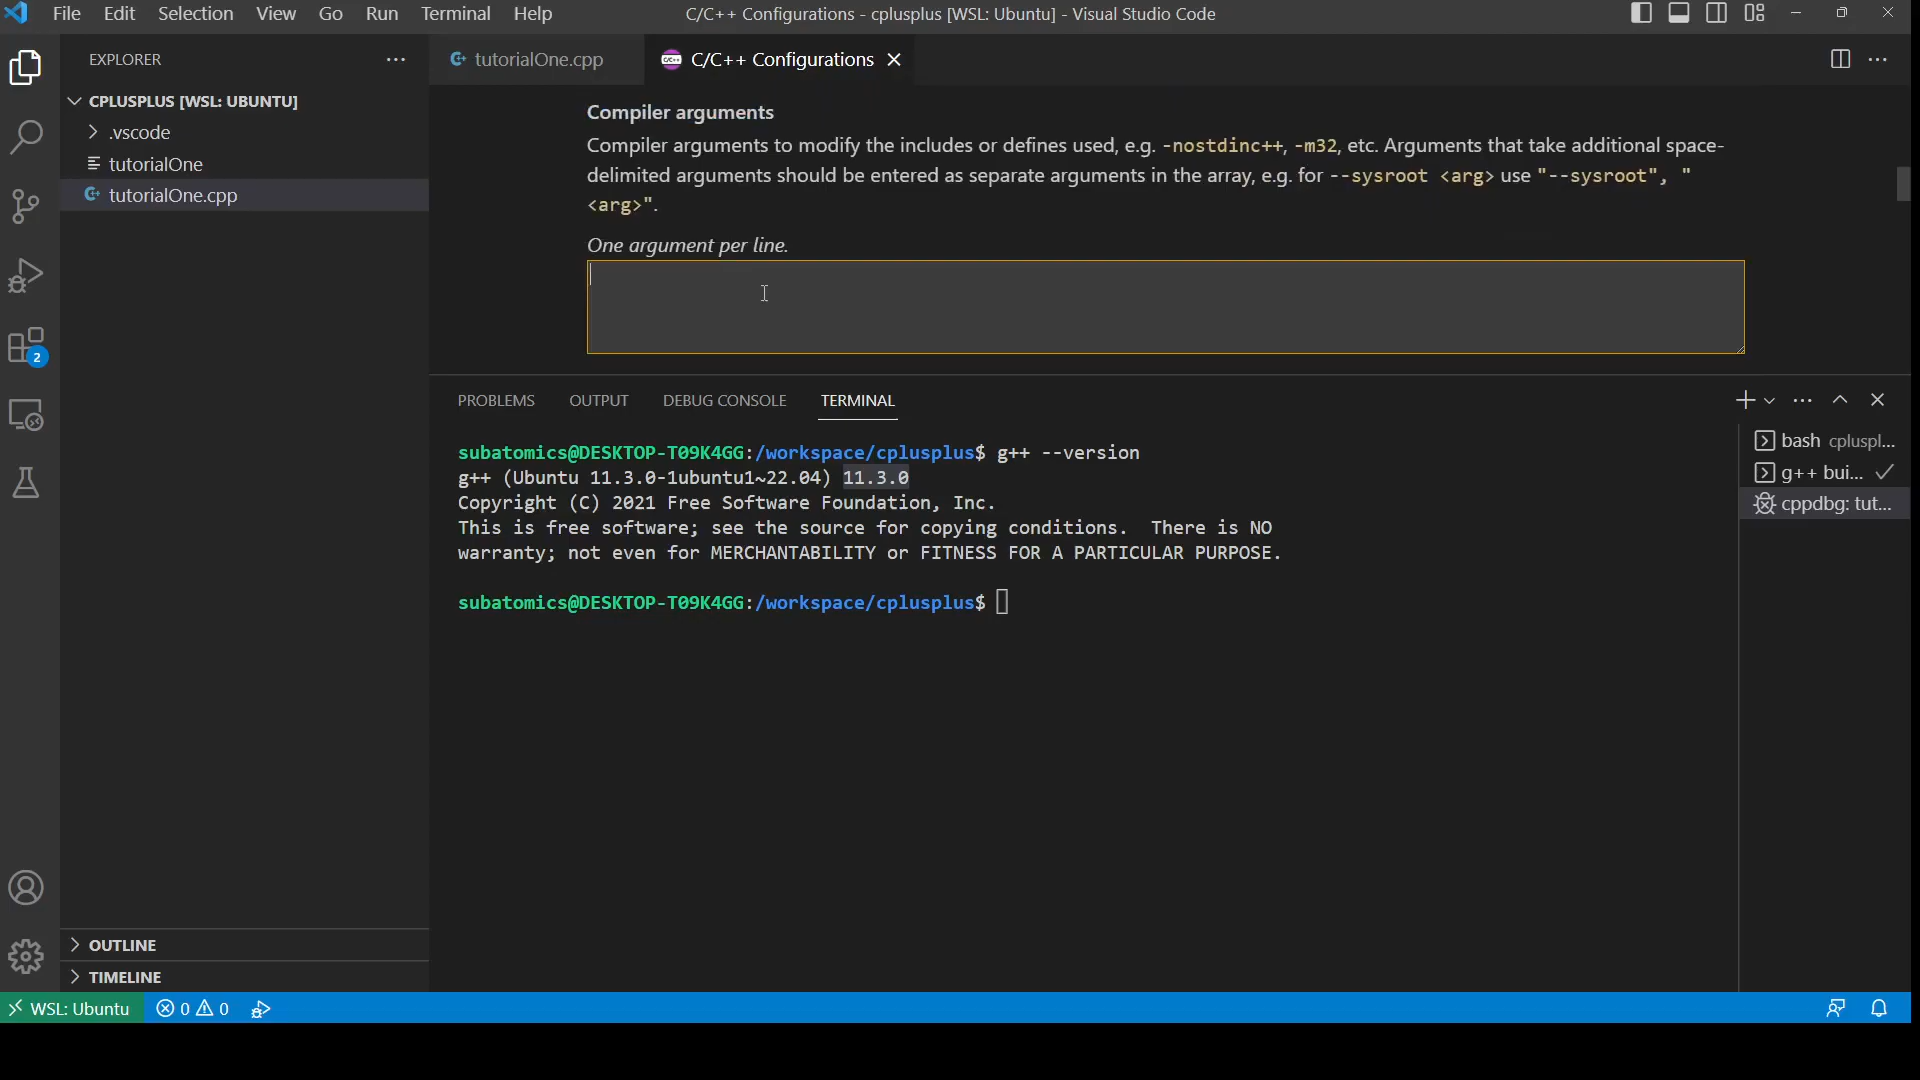 File Edit Selection View Go Run Terminal Help
C/C++ Configurations - cplusplus [WSL: Ubuntu] - Visual Studio Code
EXPLORER
CPLUSPLUS [WSL: UBUNTU]
.vscode
tutorialOne
tutorialOne.cpp
2
OUTLINE
TIMELINE
tutorialOne.cpp
C/C++ Configurations
Compiler arguments
Compiler arguments to modify the includes or defines used, e.g. -nostdinc++, -m32, etc. Arguments that take additional space-
delimited arguments should be entered as separate arguments in the array, e.g. for --sysroot <arg> use "--sysroot", "
<arg>".
One argument per line.
PROBLEMS OUTPUT DEBUG CONSOLE TERMINAL
subatomics@DESKTOP-T09K4GG:/workspace/cplusplus$ g++ --version
g++ (Ubuntu 11.3.0-1ubuntu1~22.04) 11.3.0
Copyright (C) 2021 Free Software Foundation, Inc.
This is free software; see the source for copying conditions.  There is NO
warranty; not even for MERCHANTABILITY or FITNESS FOR A PARTICULAR PURPOSE.
subatomics@DESKTOP-T09K4GG:/workspace/cplusplus$
bash cpluspl...
g++ bui...
cppdbg: tut...
WSL: Ubuntu 0 0